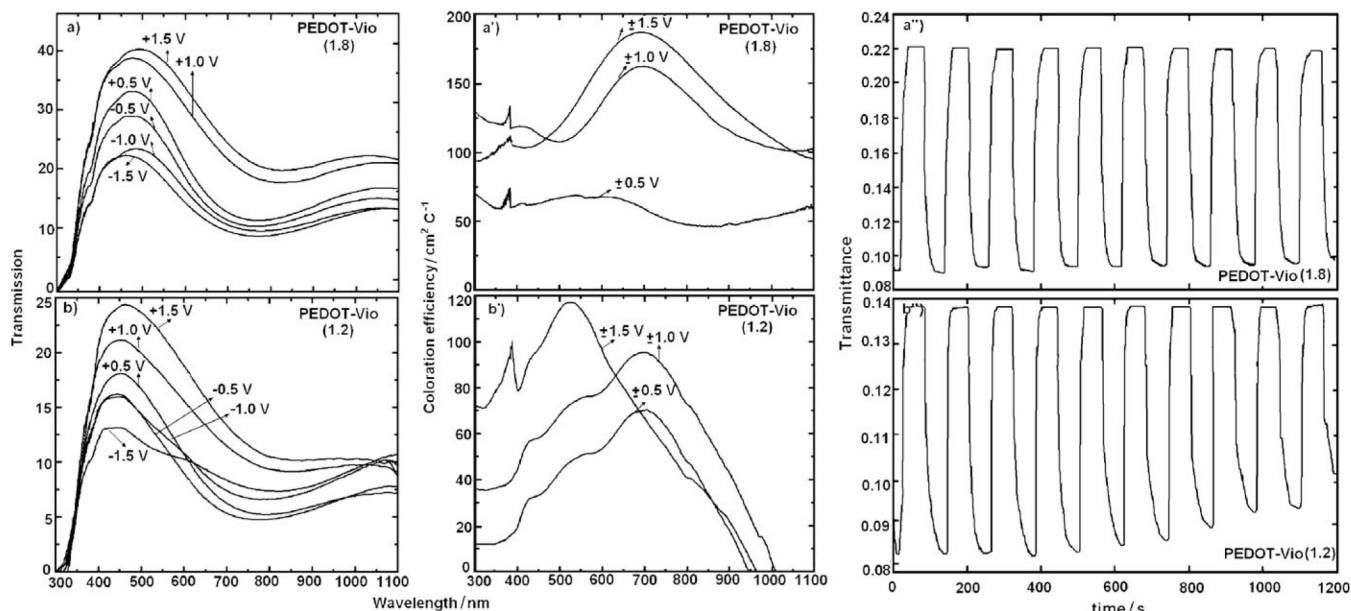 a)
PEDOT-Vio
(1.8)
+1.5 V
+1.0 V
+0.5 V
-0.5 V
-1.0 V
-1.5 V
40
30
20
10
0
b)
PEDOT-Vio
(1.2)
+1.5 V
+1.0 V
+0.5 V
-0.5 V
-1.0 V
-1.5 V
25
20
15
10
5
0
300 400 500 600 700 800 900 1000 1100
Transmission
a')
PEDOT-Vio
(1.8)
±1.5 V
±1.0 V
±0.5 V
200
150
100
50
0
b')
PEDOT-Vio
(1.2)
±1.5 V
±1.0 V
±0.5 V
120
100
80
60
40
20
0
300 400 500 600 700 800 900 1000 1100
Coloration efficiency / cm² C⁻¹
Wavelength / nm
a'')
0.24
0.22
0.20
0.18
0.16
0.14
0.12
0.10
0.08
PEDOT-Vio (1.8)
b'')
0.14
0.13
0.12
0.11
0.10
0.09
0.08
PEDOT-Vio (1.2)
0 200 400 600 800 1000 1200
Transmittance
time / s